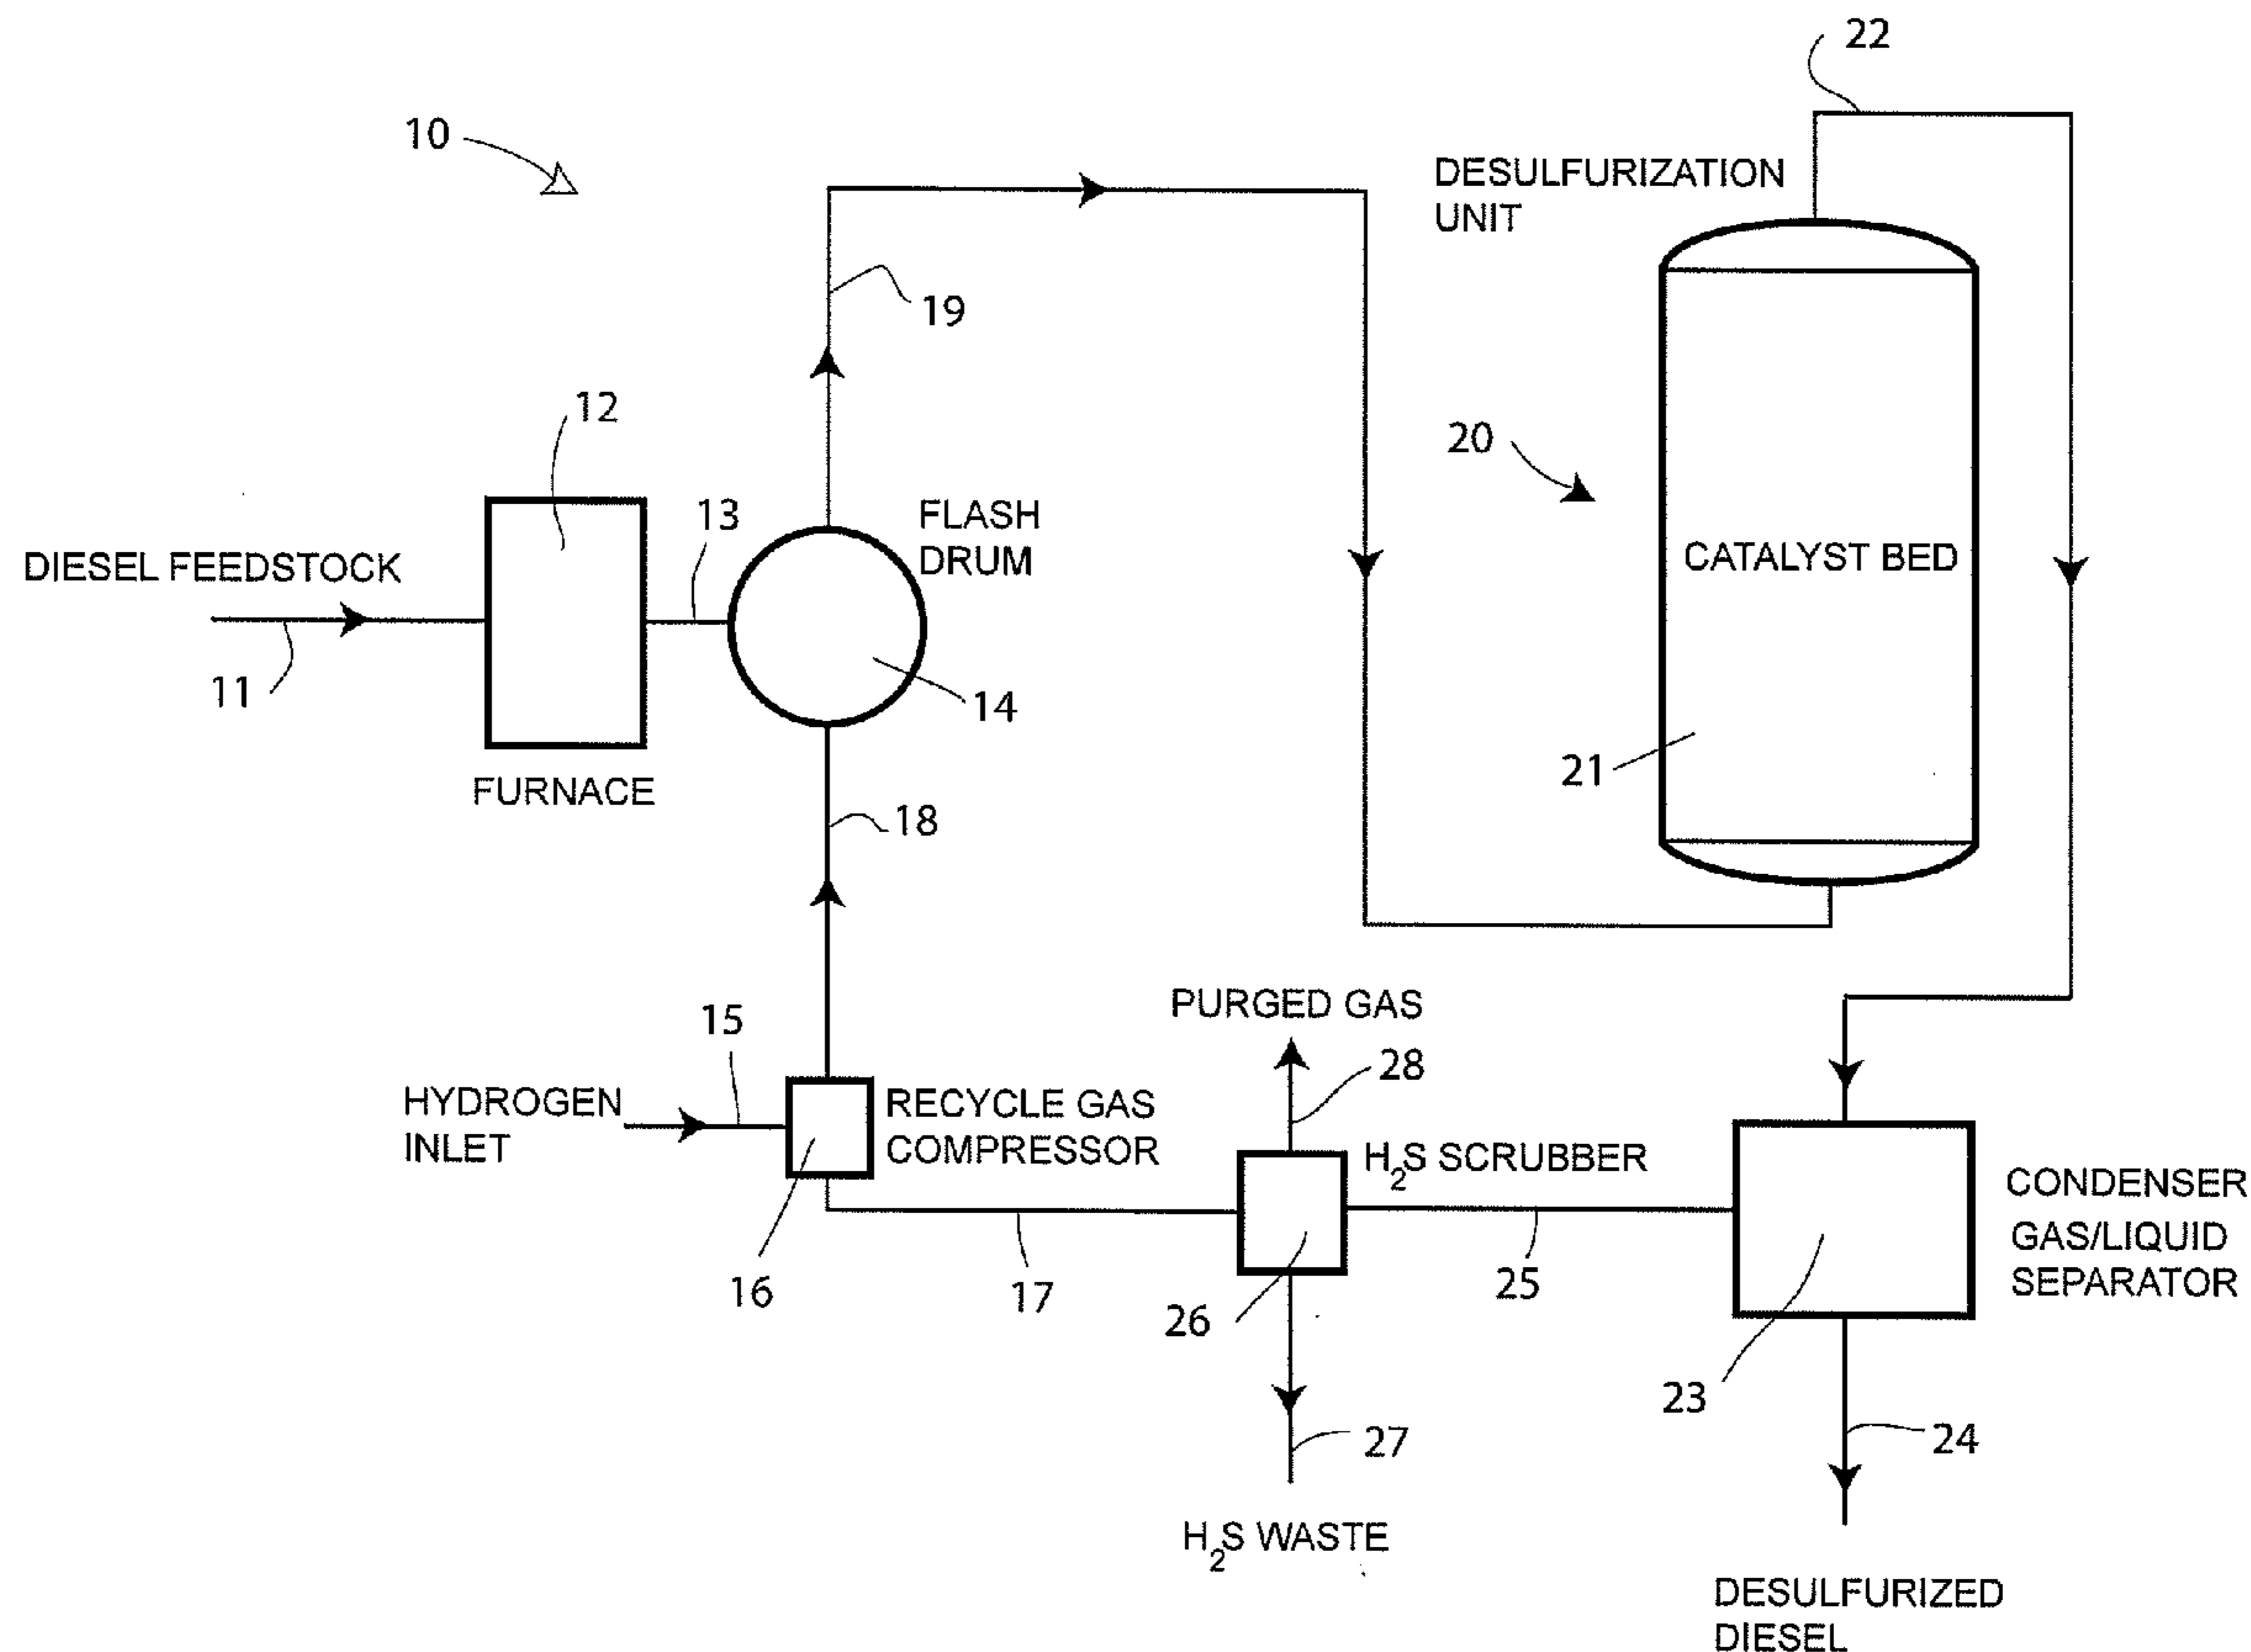 22
10
DESULFURIZATION
UNIT
19
12
20
13
FLASH
DRUM
DIESEL FEEDSTOCK
CATALYST BED
11
14
21
FURNACE
18
PURGED GAS
15
28
HYDROGEN
INLET
RECYCLE GAS
COMPRESSOR
H2S SCRUBBER
CONDENSER
GAS/LIQUID
SEPARATOR
16
17
26
25
23
27
24
H2S WASTE
DESULFURIZED
DIESEL